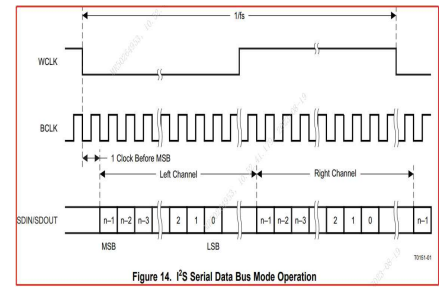 1/fs
WCLK
BCLK
1 Clock Before MSB
Left Channel
Right Channel
SDIN/SDOUT
n–1 n–2 n–3 2 1 0 n–1 n–2 n–3 2 1 0 n–1
MSB
LSB
T0151-01
Figure 14. I²S Serial Data Bus Mode Operation